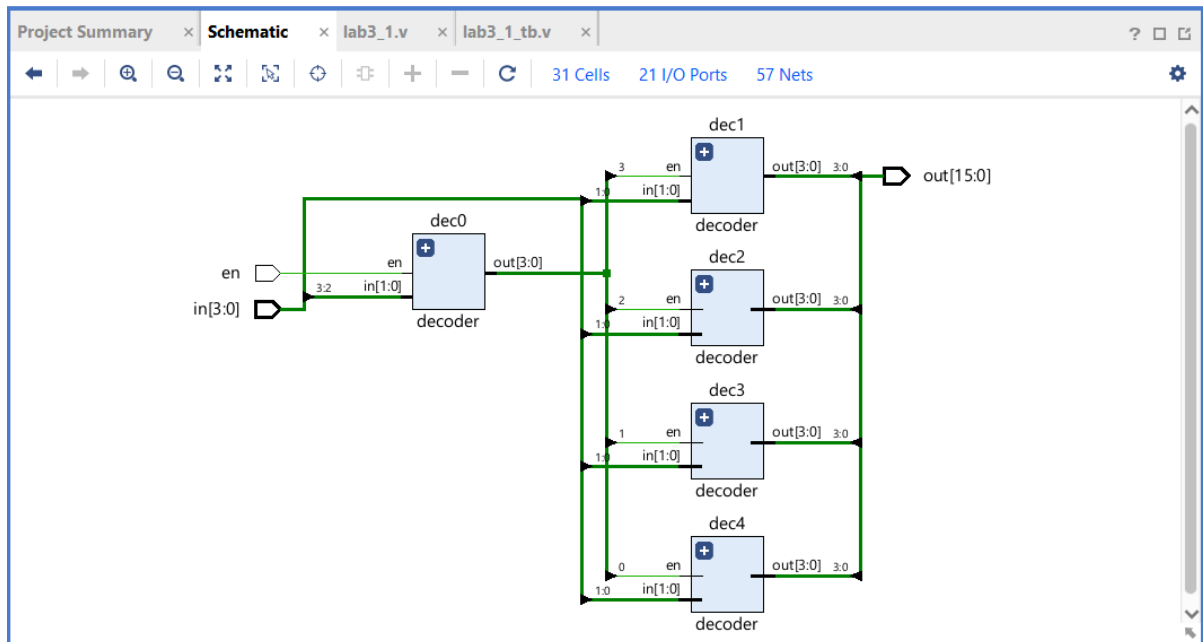 Project Summary × Schematic × lab3_1.v × lab3_1_tb.v ×
?
31 Cells 21 I/O Ports 57 Nets
dec1
3 en out[3:0] 3:0 out[15:0]
1:0 in[1:0]
decoder
dec0
en en out[3:0]
in[3:0] 3:2 in[1:0]
decoder
dec2
2 en out[3:0] 3:0
1:0 in[1:0]
decoder
dec3
1 en out[3:0] 3:0
1:0 in[1:0]
decoder
dec4
0 en out[3:0] 3:0
1:0 in[1:0]
decoder